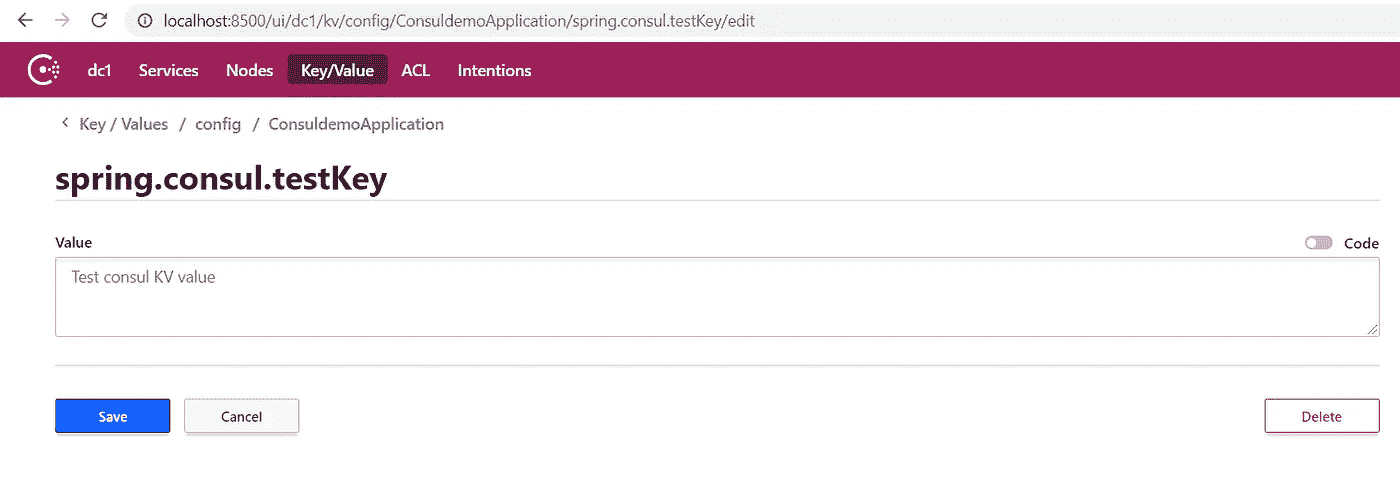 localhost:8500/ui/dc1/kv/config/ConsuldemoApplication/spring.consul.testKey/edit
dc1 Services Nodes Key/Value ACL Intentions
Key / Values / config / ConsuldemoApplication
spring.consul.testKey
Value Code
Test consul KV value
Save Cancel Delete